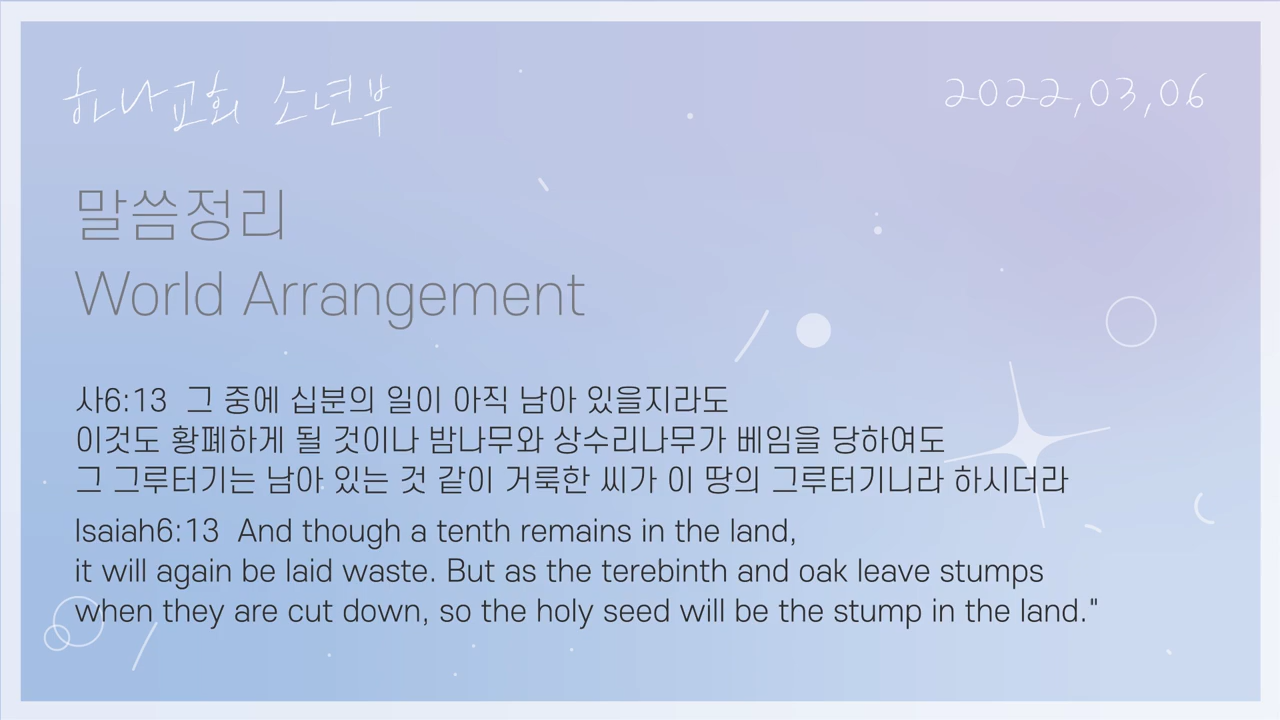 하나교회 소년부
2022,03,06
말씀정리
World Arrangement
사6:13 그 중에 십분의 일이 아직 남아 있을지라도
이것도 황폐하게 될 것이나 밤나무와 상수리나무가 베임을 당하여도
그 그루터기는 남아 있는 것 같이 거룩한 씨가 이 땅의 그루터기니라 하시더라
Isaiah6:13 And though a tenth remains in the land,
it will again be laid waste. But as the terebinth and oak leave stumps
when they are cut down, so the holy seed will be the stump in the land."